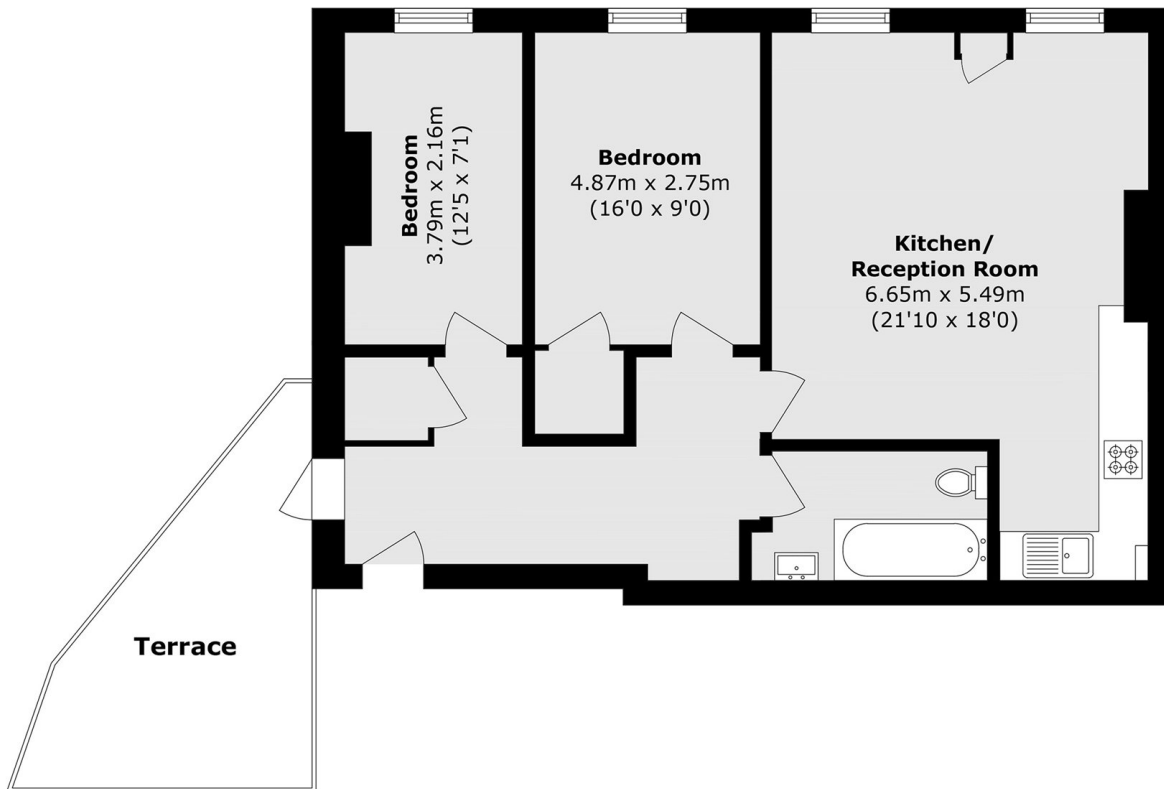 Bedroom
3.79m x 2.16m
(12'5 x 7'1)
Bedroom
4.87m x 2.75m
(16'0 x 9'0)
Kitchen/
Reception Room
6.65m x 5.49m
(21'10 x 18'0)
Terrace